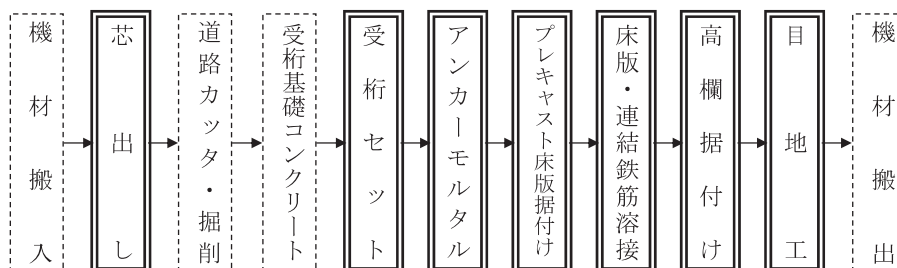 機材搬入
芯出し
道路カッタ・掘削
受桁基礎コンクリート
受桁セット
アンカーモルタル
プレキャスト床版据付け
床版・連結鉄筋溶接
高欄据付け
目地工
機材搬出